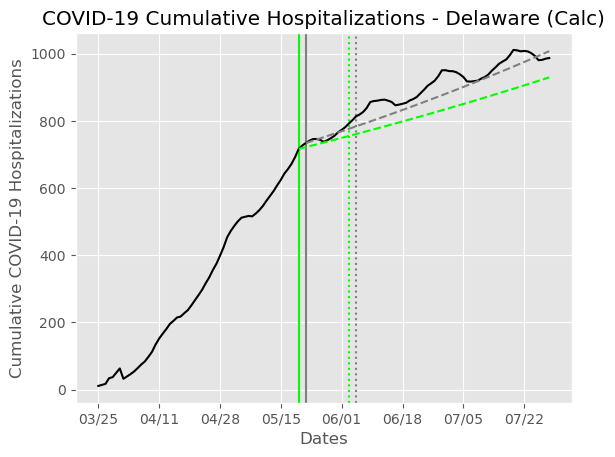 COVID-19 Cumulative Hospitalizations - Delaware (Calc)
Cumulative COVID-19 Hospitalizations
1000
800
600
400
200
0
03/25 04/11 04/28 05/15 06/01 06/18 07/05 07/22
Dates